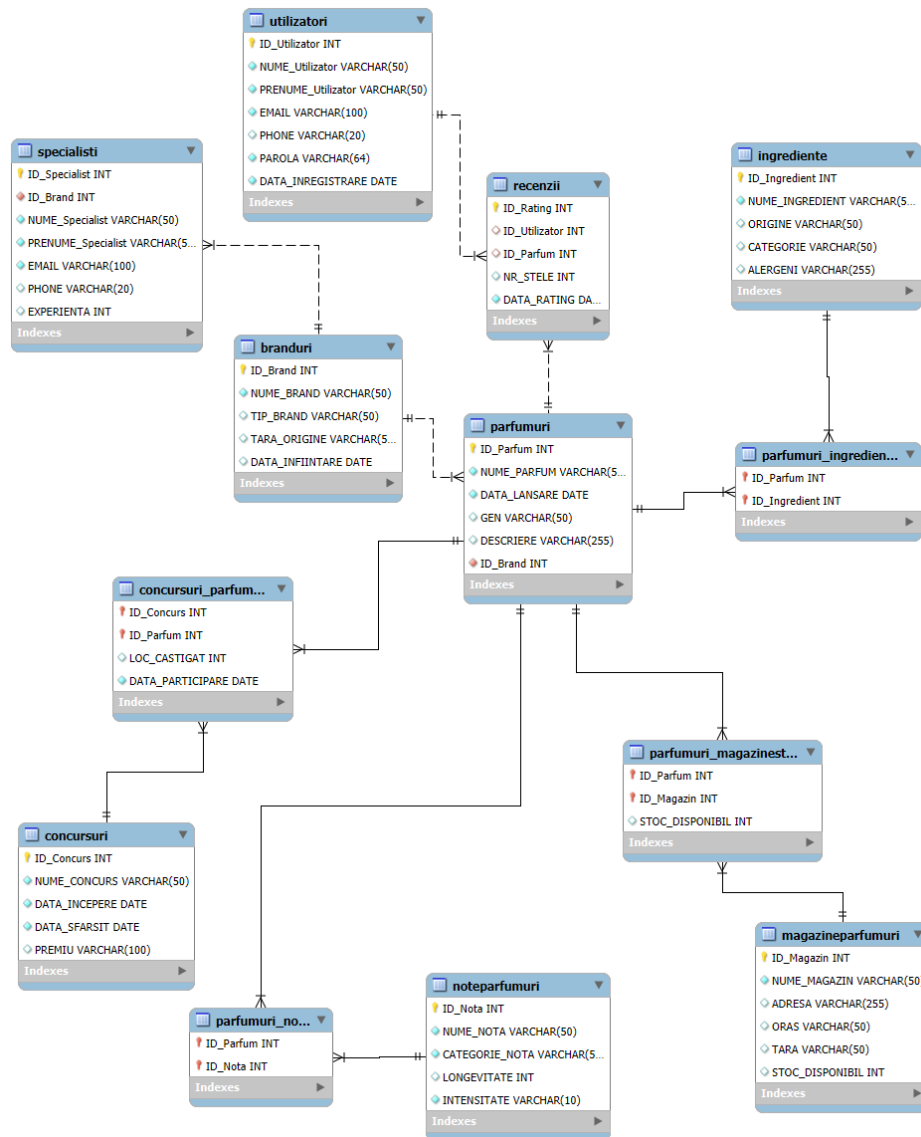 utilizatori
ID_Utilizator INT
NUME_Utilizator VARCHAR(50)
PRENUME_Utilizator VARCHAR(50)
EMAIL VARCHAR(100)
PHONE VARCHAR(20)
PAROLA VARCHAR(64)
DATA_INREGISTRARE DATE
Indexes
specialisti
ID_Specialist INT
ID_Brand INT
NUME_Specialist VARCHAR(50)
PRENUME_Specialist VARCHAR(5...
EMAIL VARCHAR(100)
PHONE VARCHAR(20)
EXPERIENTA INT
Indexes
recenzii
ID_Rating INT
ID_Utilizator INT
ID_Parfum INT
NR_STELE INT
DATA_RATING DA...
Indexes
ingrediente
ID_Ingredient INT
NUME_INGREDIENT VARCHAR(5...
ORIGINE VARCHAR(50)
CATEGORIE VARCHAR(50)
ALERGENI VARCHAR(255)
Indexes
branduri
ID_Brand INT
NUME_BRAND VARCHAR(50)
TIP_BRAND VARCHAR(50)
TARA_ORIGINE VARCHAR(5...
DATA_INFIINTARE DATE
Indexes
parfumuri
ID_Parfum INT
NUME_PARFUM VARCHAR(5...
DATA_LANSARE DATE
GEN VARCHAR(50)
DESCRIERE VARCHAR(255)
ID_Brand INT
Indexes
parfumuri_ingredien...
ID_Parfum INT
ID_Ingredient INT
Indexes
concursuri_parfum...
ID_Concurs INT
ID_Parfum INT
LOC_CASTIGAT INT
DATA_PARTICIPARE DATE
Indexes
parfumuri_magazinest...
ID_Parfum INT
ID_Magazin INT
STOC_DISPONIBIL INT
Indexes
concursuri
ID_Concurs INT
NUME_CONCURS VARCHAR(50)
DATA_INCEPERE DATE
DATA_SFARSIT DATE
PREMIU VARCHAR(100)
Indexes
magazineparfumuri
ID_Magazin INT
NUME_MAGAZIN VARCHAR(50)
ADRESA VARCHAR(255)
ORAS VARCHAR(50)
TARA VARCHAR(50)
STOC_DISPONIBIL INT
Indexes
parfumuri_no...
ID_Parfum INT
ID_Nota INT
Indexes
noteparfumuri
ID_Nota INT
NUME_NOTA VARCHAR(50)
CATEGORIE_NOTA VARCHAR(5...
LONGEVITATE INT
INTENSITATE VARCHAR(10)
Indexes